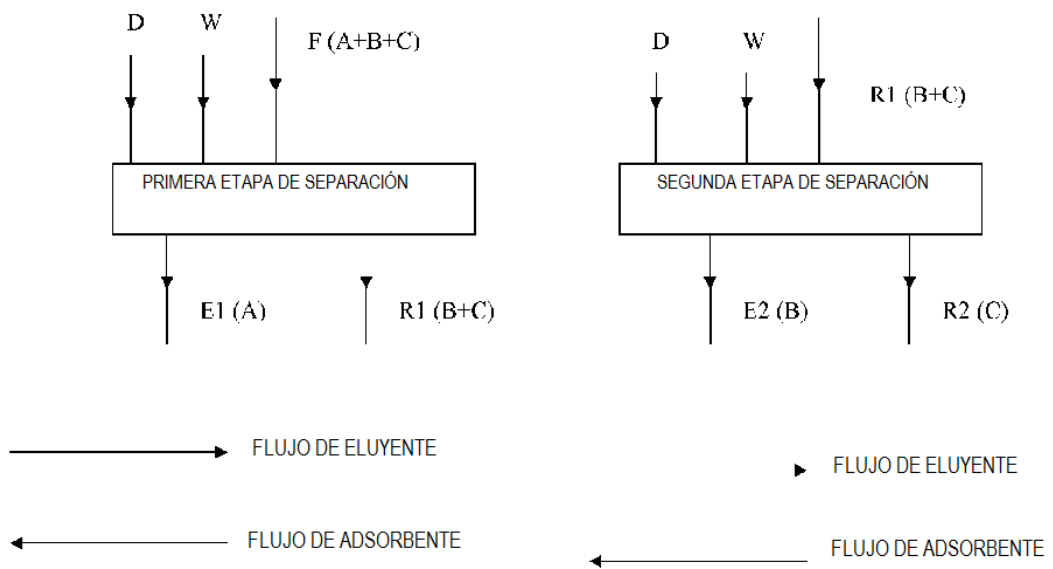 D W F (A+B+C)
PRIMERA ETAPA DE SEPARACIÓN
E1 (A) R1 (B+C)
FLUJO DE ELUYENTE
FLUJO DE ADSORBENTE
D W R1 (B+C)
SEGUNDA ETAPA DE SEPARACIÓN
E2 (B) R2 (C)
FLUJO DE ELUYENTE
FLUJO DE ADSORBENTE